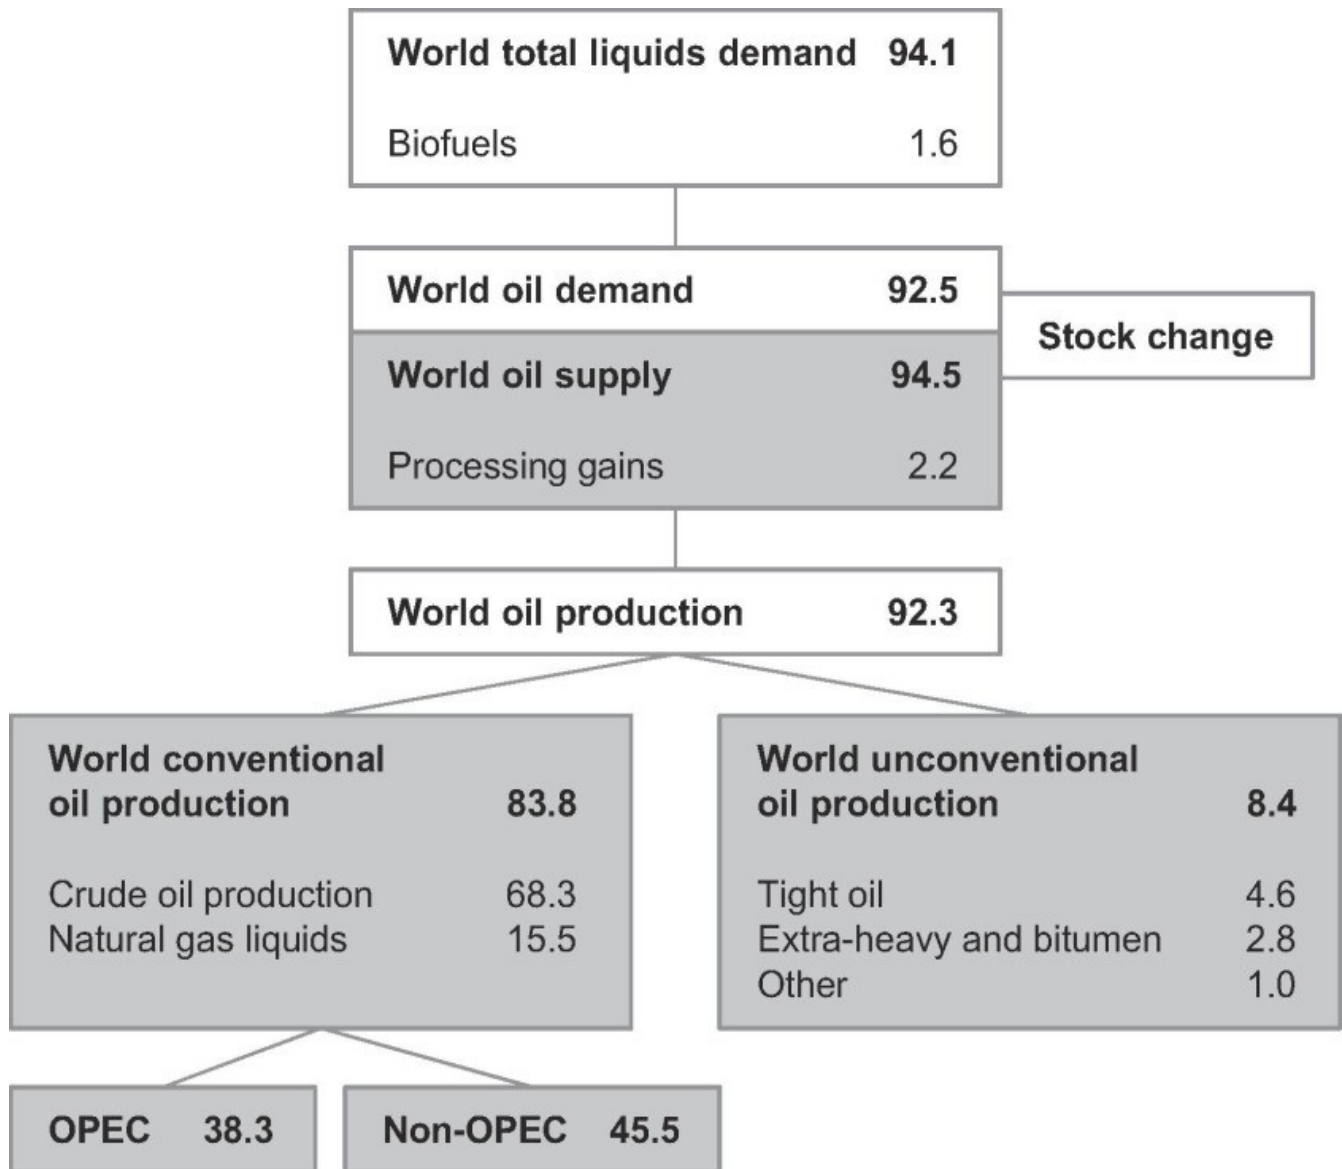 World total liquids demand 94.1
Biofuels 1.6
World oil demand 92.5
Stock change
World oil supply 94.5
Processing gains 2.2
World oil production 92.3
World conventional
oil production 83.8
Crude oil production 68.3
Natural gas liquids 15.5
World unconventional
oil production 8.4
Tight oil 4.6
Extra-heavy and bitumen 2.8
Other 1.0
OPEC 38.3
Non-OPEC 45.5